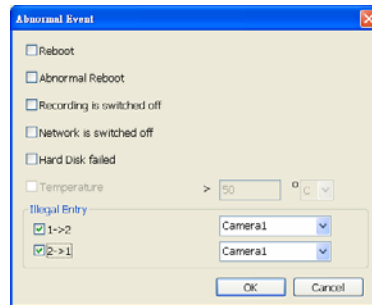 Abnormal Event
Reboot
Abnormal Reboot
Recording is switched off
Network is switched off
Hard Disk failed
Temperature > 50 º C
Illegal Entry
1->2 Camera1
2->1 Camera1
OK Cancel